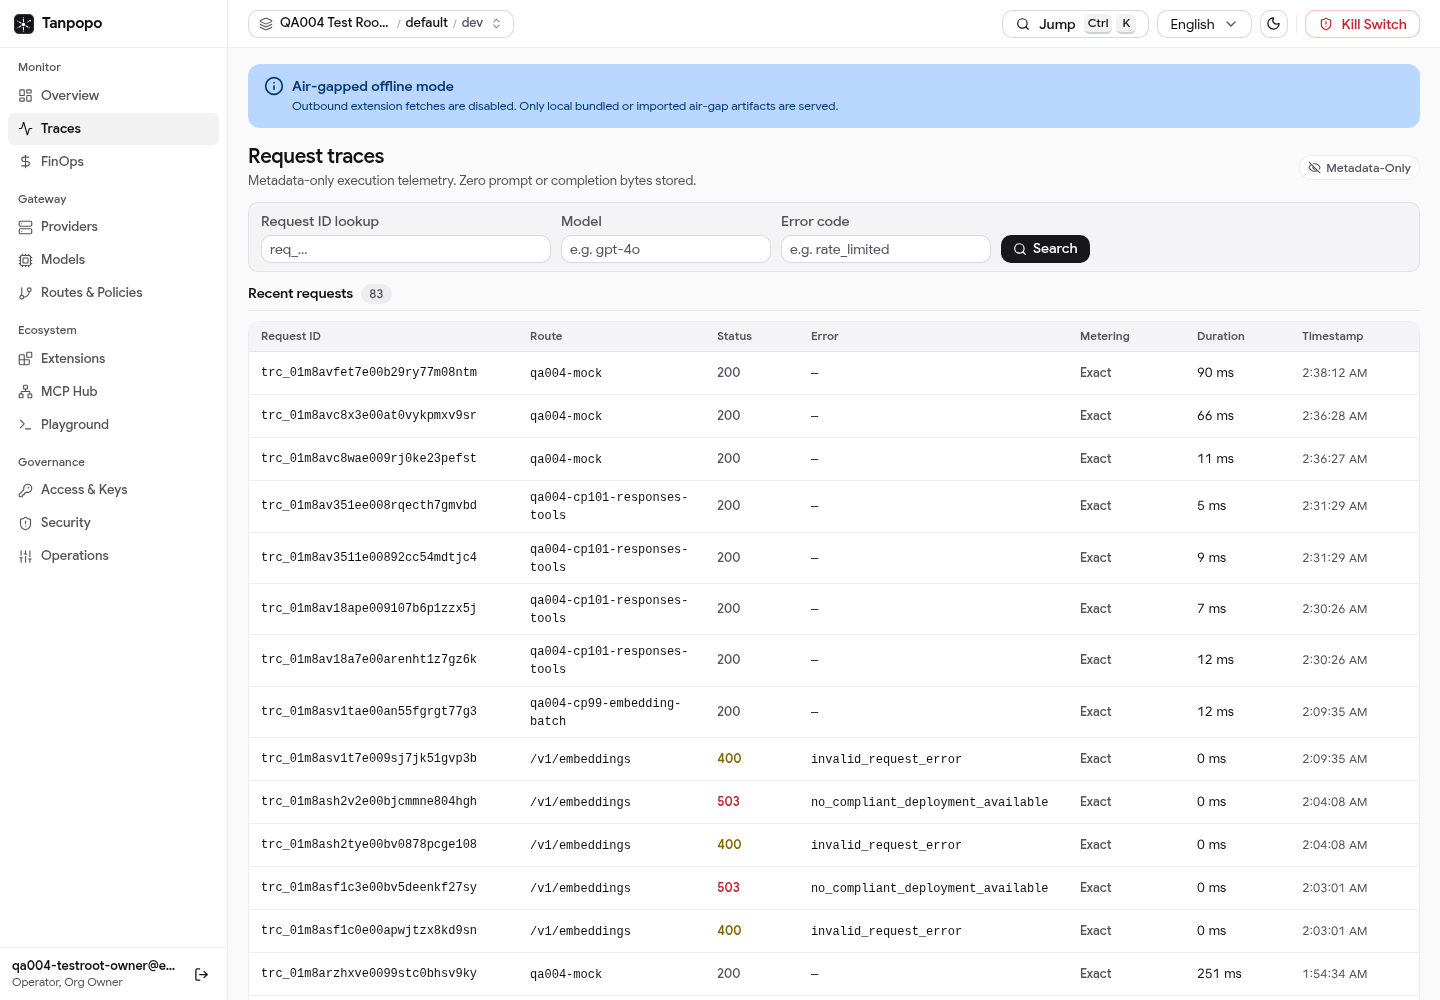 Tanpopo
QA004 Test Roo... / default / dev
Jump Ctrl K
English
Kill Switch
Monitor
Overview
Traces
FinOps
Gateway
Providers
Models
Routes & Policies
Ecosystem
Extensions
MCP Hub
Playground
Governance
Access & Keys
Security
Operations
qa004-testroot-owner@e...
Operator, Org Owner
Air-gapped offline mode
Outbound extension fetches are disabled. Only local bundled or imported air-gap artifacts are served.
Request traces
Metadata-only execution telemetry. Zero prompt or completion bytes stored.
Metadata-Only
Request ID lookup Model Error code
req_... e.g. gpt-4o e.g. rate_limited Search
Recent requests 83
Request ID Route Status Error Metering Duration Timestamp
trc_01m8avfet7e00b29ry77m08ntm qa004-mock 200 — Exact 90 ms 2:38:12 AM
trc_01m8avc8x3e00at0vykpmxv9sr qa004-mock 200 — Exact 66 ms 2:36:28 AM
trc_01m8avc8wae009rj0ke23pefst qa004-mock 200 — Exact 11 ms 2:36:27 AM
trc_01m8av351ee008rqecth7gmvbd qa004-cp101-responses-tools 200 — Exact 5 ms 2:31:29 AM
trc_01m8av3511e00892cc54mdtjc4 qa004-cp101-responses-tools 200 — Exact 9 ms 2:31:29 AM
trc_01m8av18ape009107b6p1zzx5j qa004-cp101-responses-tools 200 — Exact 7 ms 2:30:26 AM
trc_01m8av18a7e00arenht1z7gz6k qa004-cp101-responses-tools 200 — Exact 12 ms 2:30:26 AM
trc_01m8asv1tae00an55fgrgt77g3 qa004-cp99-embedding-batch 200 — Exact 12 ms 2:09:35 AM
trc_01m8asv1t7e009sj7jk51gvp3b /v1/embeddings 400 invalid_request_error Exact 0 ms 2:09:35 AM
trc_01m8ash2v2e00bjcmmne804hgh /v1/embeddings 503 no_compliant_deployment_available Exact 0 ms 2:04:08 AM
trc_01m8ash2tye00bv0878pcge108 /v1/embeddings 400 invalid_request_error Exact 0 ms 2:04:08 AM
trc_01m8asf1c3e00bv5deenkf27sy /v1/embeddings 503 no_compliant_deployment_available Exact 0 ms 2:03:01 AM
trc_01m8asf1c0e00apwjtzx8kd9sn /v1/embeddings 400 invalid_request_error Exact 0 ms 2:03:01 AM
trc_01m8arzhxve0099stc0bhsv9ky qa004-mock 200 — Exact 251 ms 1:54:34 AM